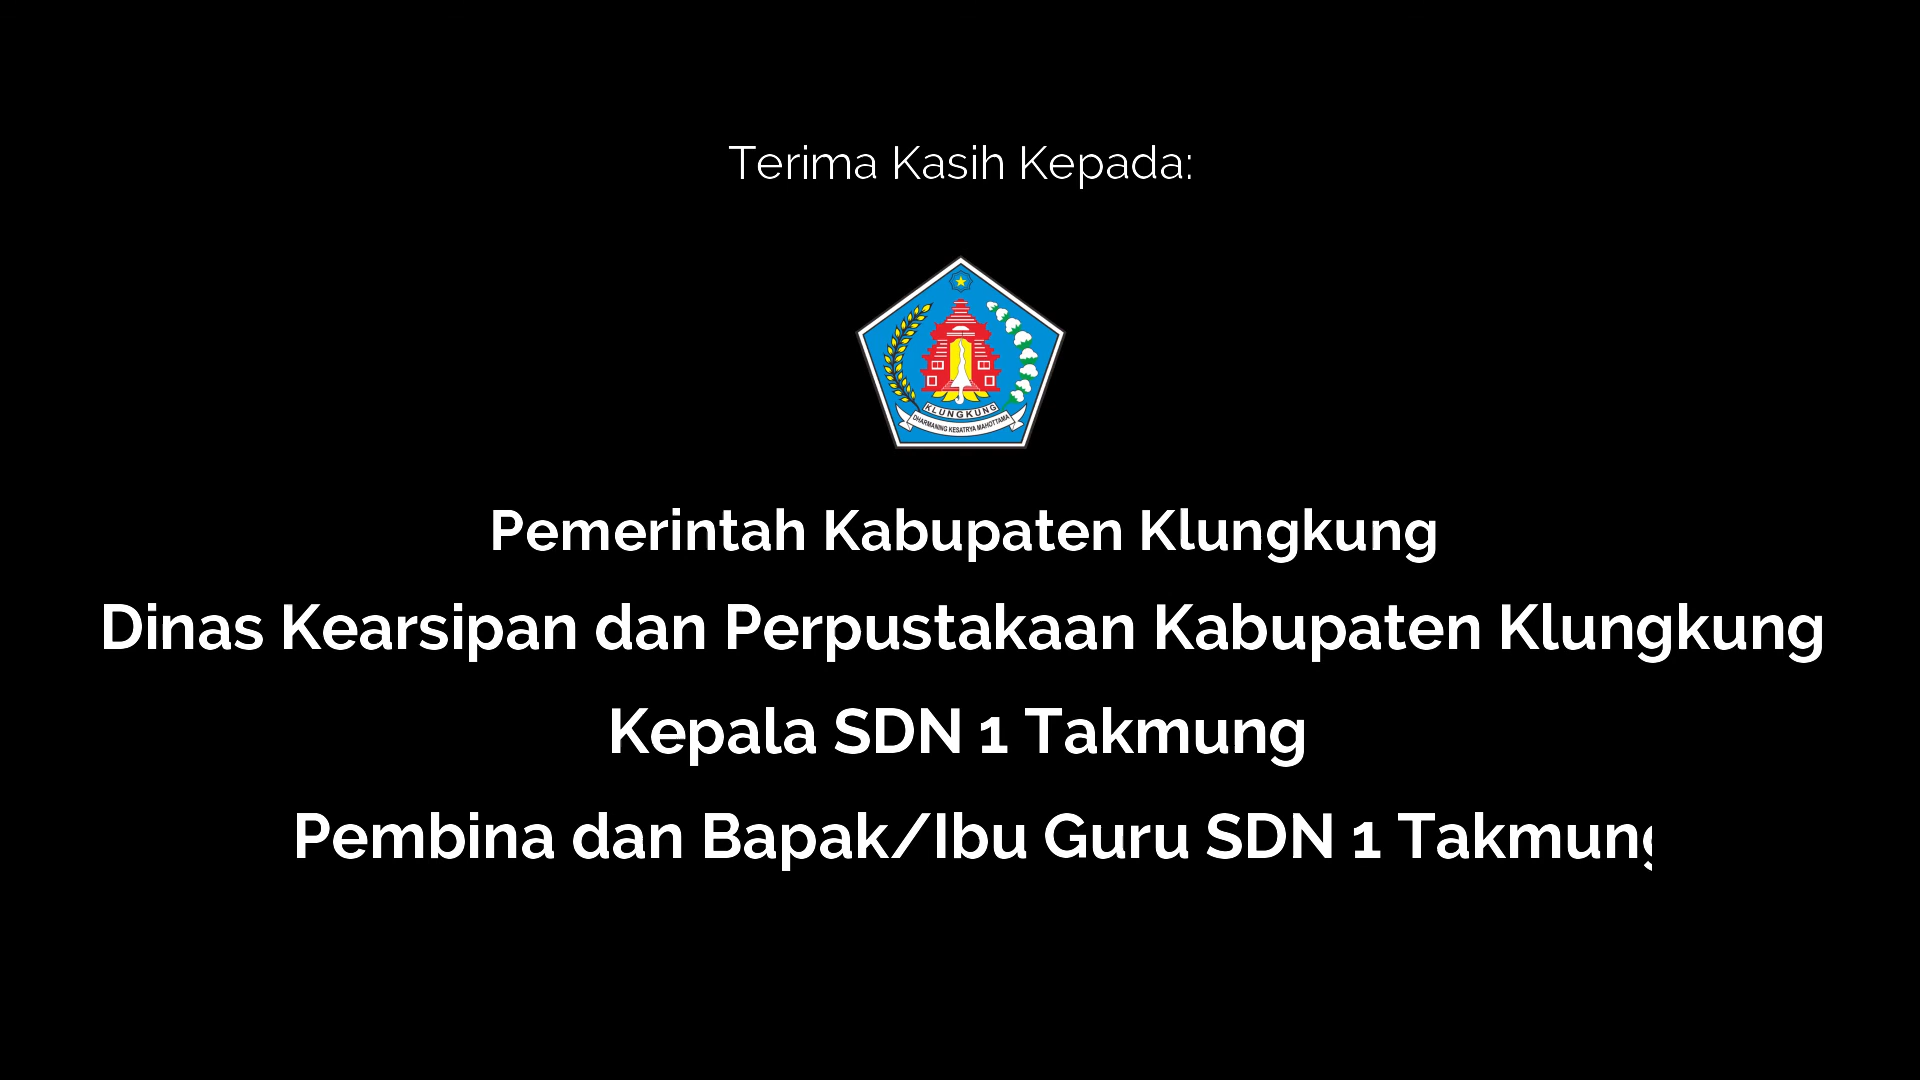 Terima Kasih Kepada:
KLUNGKUNG
DHARMANING KESATRYA MAHOTTAMA
Pemerintah Kabupaten Klungkung
Dinas Kearsipan dan Perpustakaan Kabupaten Klungkung
Kepala SDN 1 Takmung
Pembina dan Bapak/Ibu Guru SDN 1 Takmung